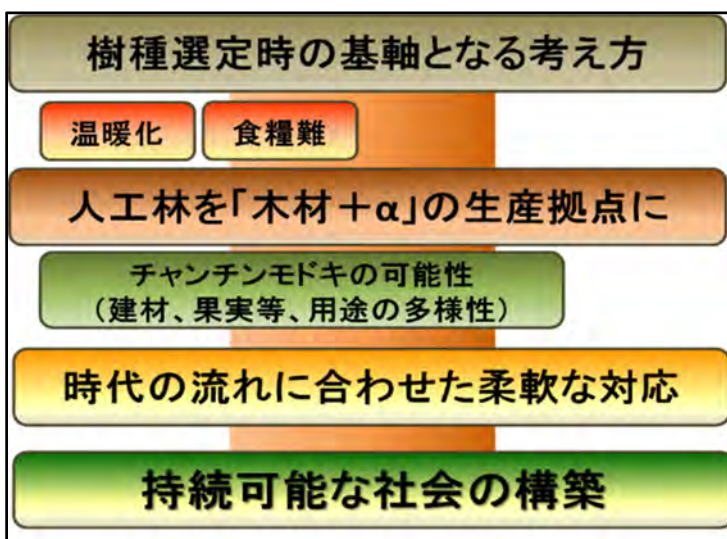 樹種選定時の基軸となる考え方
温暖化 食糧難
人工林を「木材＋α」の生産拠点に
チャンチンモドキの可能性
（建材、果実等、用途の多様性）
時代の流れに合わせた柔軟な対応
持続可能な社会の構築